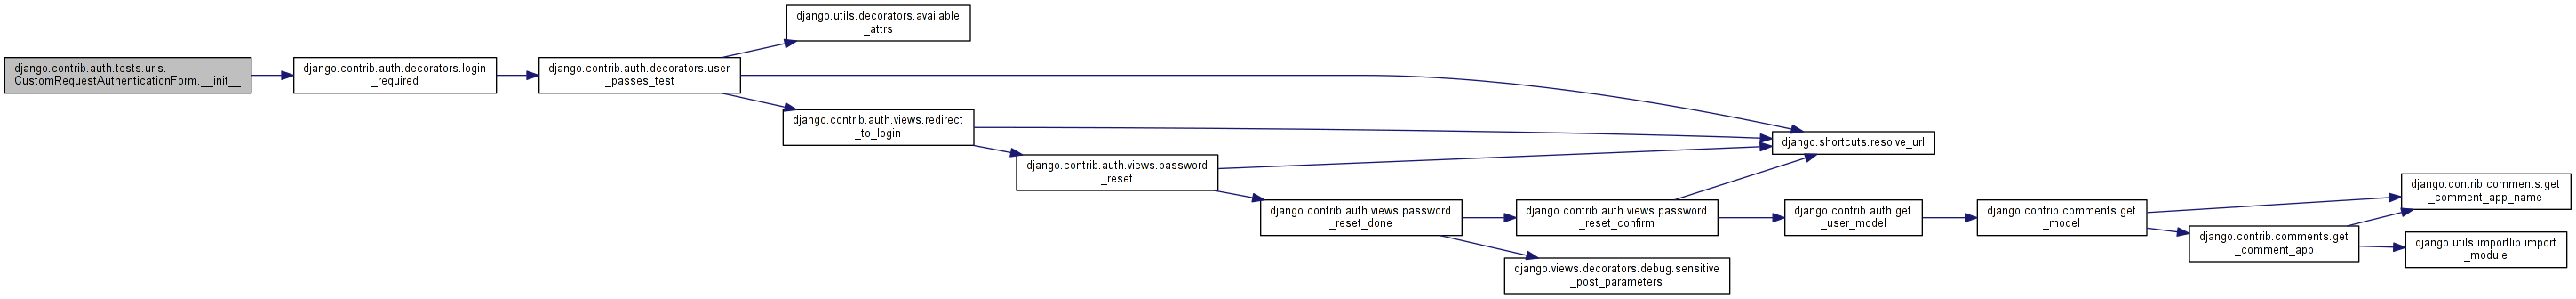 django.contrib.auth.tests.urls.
CustomRequestAuthenticationForm.__init__
django.contrib.auth.decorators.login
_required
django.contrib.auth.decorators.user
_passes_test
django.utils.decorators.available
_attrs
django.contrib.auth.views.redirect
_to_login
django.contrib.auth.views.password
_reset
django.contrib.auth.views.password
_reset_done
django.contrib.auth.views.password
_reset_confirm
django.views.decorators.debug.sensitive
_post_parameters
django.shortcuts.resolve_url
django.contrib.auth.get
_user_model
django.contrib.comments.get
_model
django.contrib.comments.get
_comment_app
django.contrib.comments.get
_comment_app_name
django.utils.importlib.import
_module